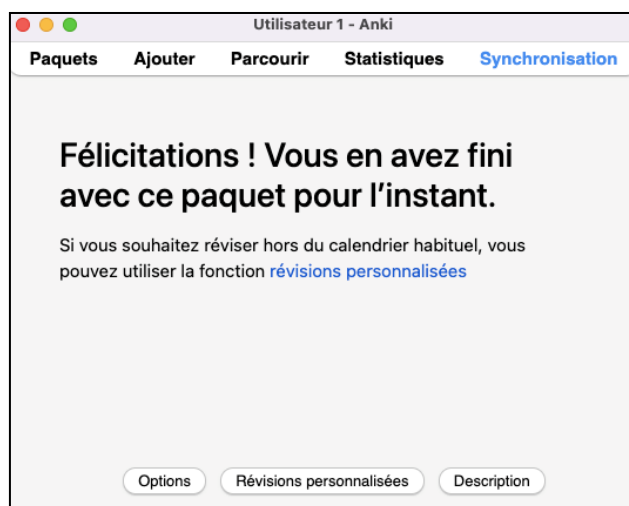 Utilisateur 1 - Anki
Paquets Ajouter Parcourir Statistiques Synchronisation
Félicitations ! Vous en avez fini
avec ce paquet pour l’instant.
Si vous souhaitez réviser hors du calendrier habituel, vous
pouvez utiliser la fonction révisions personnalisées
Options Révisions personnalisées Description